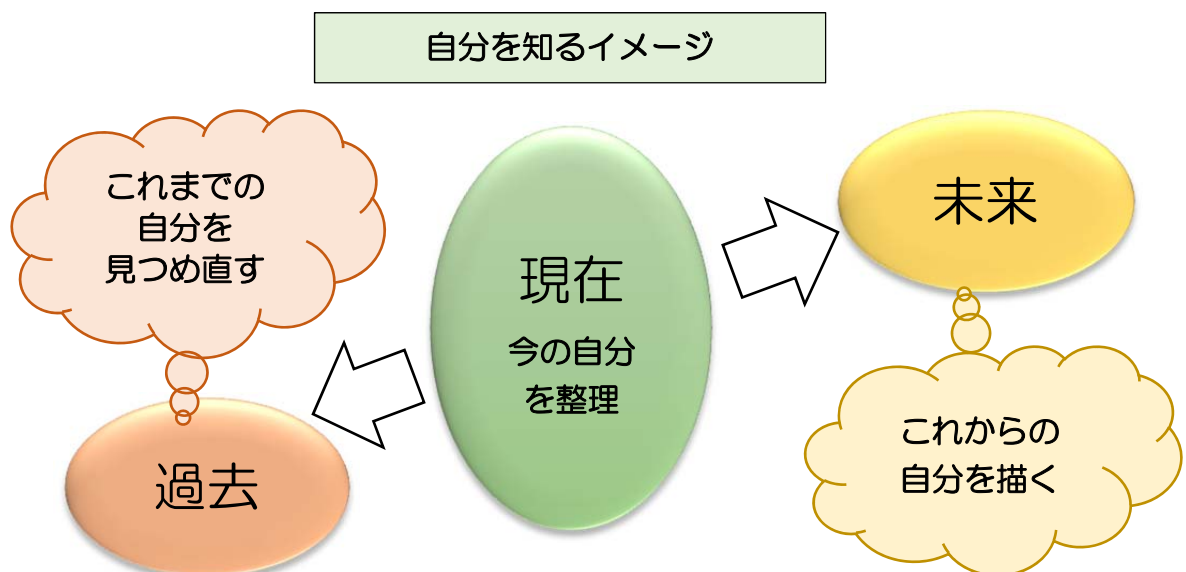 自分を知るイメージ
これまでの
自分を
見つめ直す
過去
現在
今の自分
を整理
未来
これからの
自分を描く